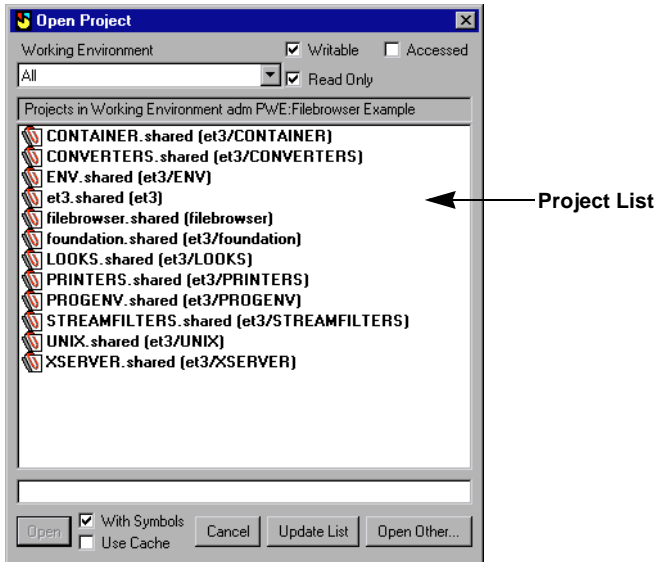 Open Project
Working Environment
Writable
Accessed
All
Read Only
Projects in Working Environment adm PWE:Filebrowser Example
CONTAINER.shared (et3/CONTAINER)
CONVERTERS.shared (et3/CONVERTERS)
ENV.shared (et3/ENV)
et3.shared (et3)
filebrowser.shared (filebrowser)
foundation.shared (et3/foundation)
LOOKS.shared (et3/LOOKS)
PRINTERS.shared (et3/PRINTERS)
PROGENV.shared (et3/PROGENV)
STREAMFILTERS.shared (et3/STREAMFILTERS)
UNIX.shared (et3/UNIX)
XSERVER.shared (et3/XSERVER)
Project List
Open
With Symbols
Use Cache
Cancel
Update List
Open Other...